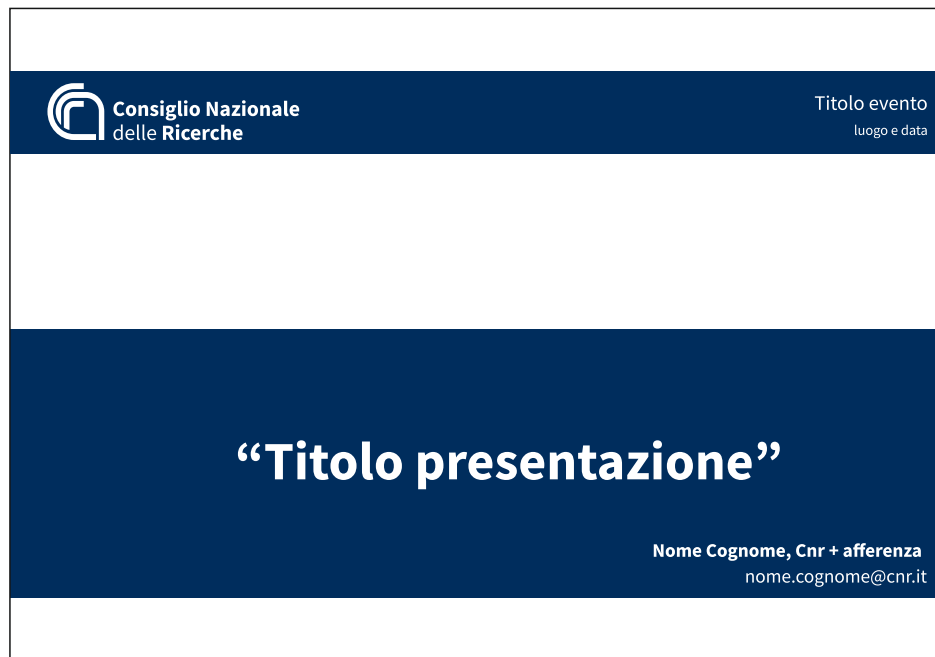 Consiglio Nazionale
delle Ricerche
Titolo evento
luogo e data
“Titolo presentazione”
Nome Cognome, Cnr + afferenza
nome.cognome@cnr.it